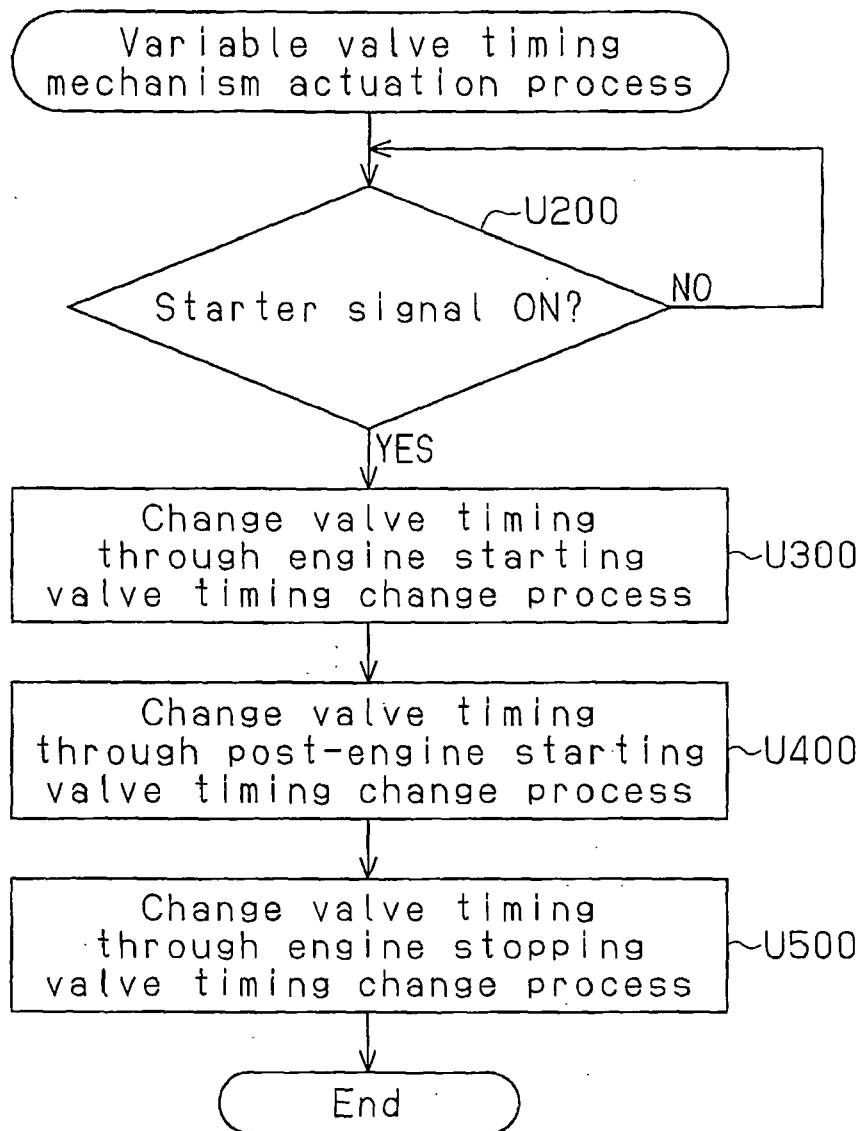 Variable valve timing
mechanism actuation process
U200
Starter signal ON?
NO
YES
Change valve timing
through engine starting
valve timing change process
U300
Change valve timing
through post-engine starting
valve timing change process
U400
Change valve timing
through engine stopping
valve timing change process
U500
End